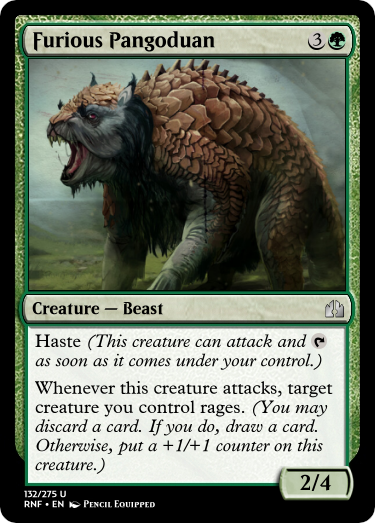 Furious Pangoduan 3
Creature — Beast
Haste (This creature can attack and
as soon as it comes under your control.)
Whenever this creature attacks, target
creature you control rages. (You may
discard a card. If you do, draw a card.
Otherwise, put a +1/+1 counter on this
creature.)
2/4
132/275 U
RNF • EN Pencil Equipped